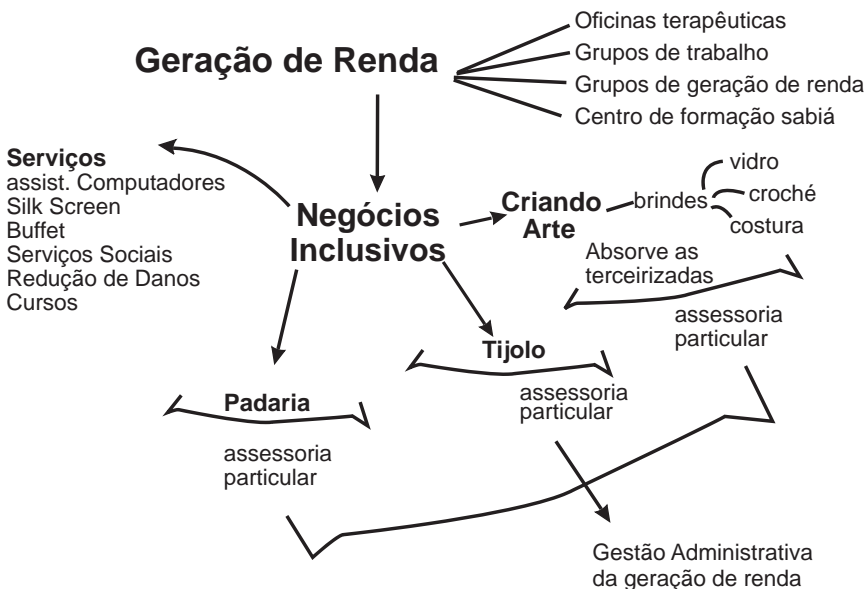 Geração de Renda
Oficinas terapêuticas
Grupos de trabalho
Grupos de geração de renda
Centro de formação sabiá
Serviços
assist. Computadores
Silk Screen
Buffet
Serviços Sociais
Redução de Danos
Cursos
Negócios
Inclusivos
Criando
Arte
brindes
vidro
croché
costura
Absorve as
terceirizadas
assessoria
particular
Tijolo
assessoria
particular
Padaria
assessoria
particular
Gestão Administrativa
da geração de renda